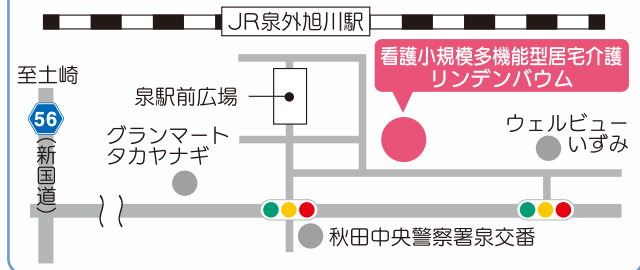 JR泉外旭川駅
看護小規模多機能型居宅介護
リンデンバウム
至土崎
泉駅前広場
56
(新国道)
グランマート
タカヤナギ
ウェルビュー
いずみ
秋田中央警察署泉交番